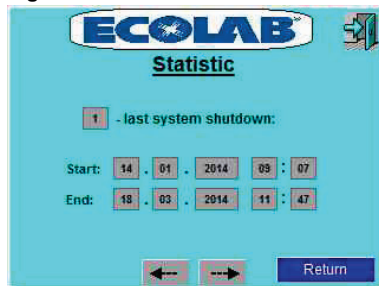 ECOLAB®
Statistic
1 - last system shutdown:
Start: 14 . 01 . 2014 09 : 07
End: 18 . 03 . 2014 11 : 47
Return